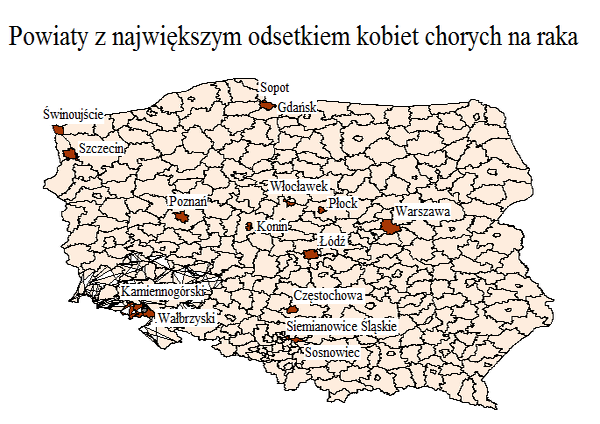 Powiaty z największym odsetkiem kobiet chorych na raka
Sopot
Gdańsk
Świnoujście
Szczecin
Włocławek
Poznań
Płock
Warszawa
Konin
Łódź
Kamiennogórski
Częstochowa
Wałbrzyski
Siemianowice Śląskie
Sosnowiec